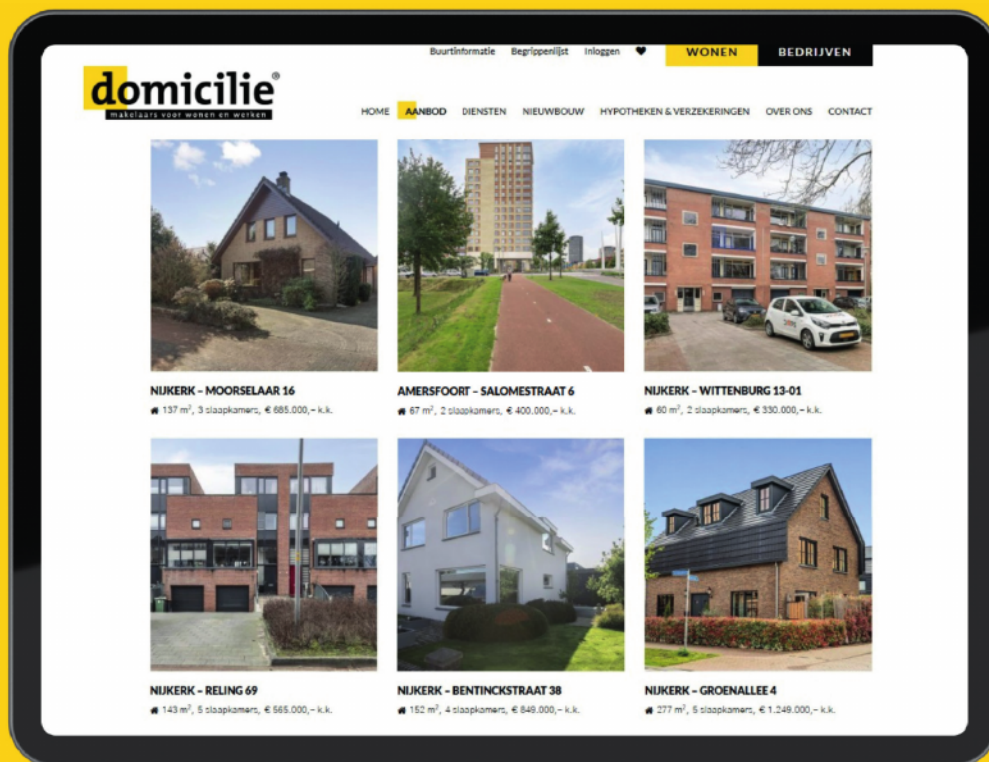 Buurtinformatie Begrippenlijst Inloggen WONEN BEDRIJVEN
domicilie®
makelaars voor wonen en werken
HOME AANBOD DIENSTEN NIEUWBOUW HYPOTHEKEN & VERZEKERINGEN OVER ONS CONTACT
NIJKERK – MOORSELAAR 16
137 m², 3 slaapkamers, € 685.000,– k.k.
AMERSFOORT – SALOMESTRAAT 6
67 m², 2 slaapkamers, € 400.000,– k.k.
NIJKERK – WITTENBURG 13-01
60 m², 2 slaapkamers, € 330.000,– k.k.
NIJKERK – RELING 69
143 m², 5 slaapkamers, € 565.000,– k.k.
NIJKERK – BENTINCKSTRAAT 38
152 m², 4 slaapkamers, € 849.000,– k.k.
NIJKERK – GROENALLEE 4
277 m², 5 slaapkamers, € 1.249.000,– k.k.